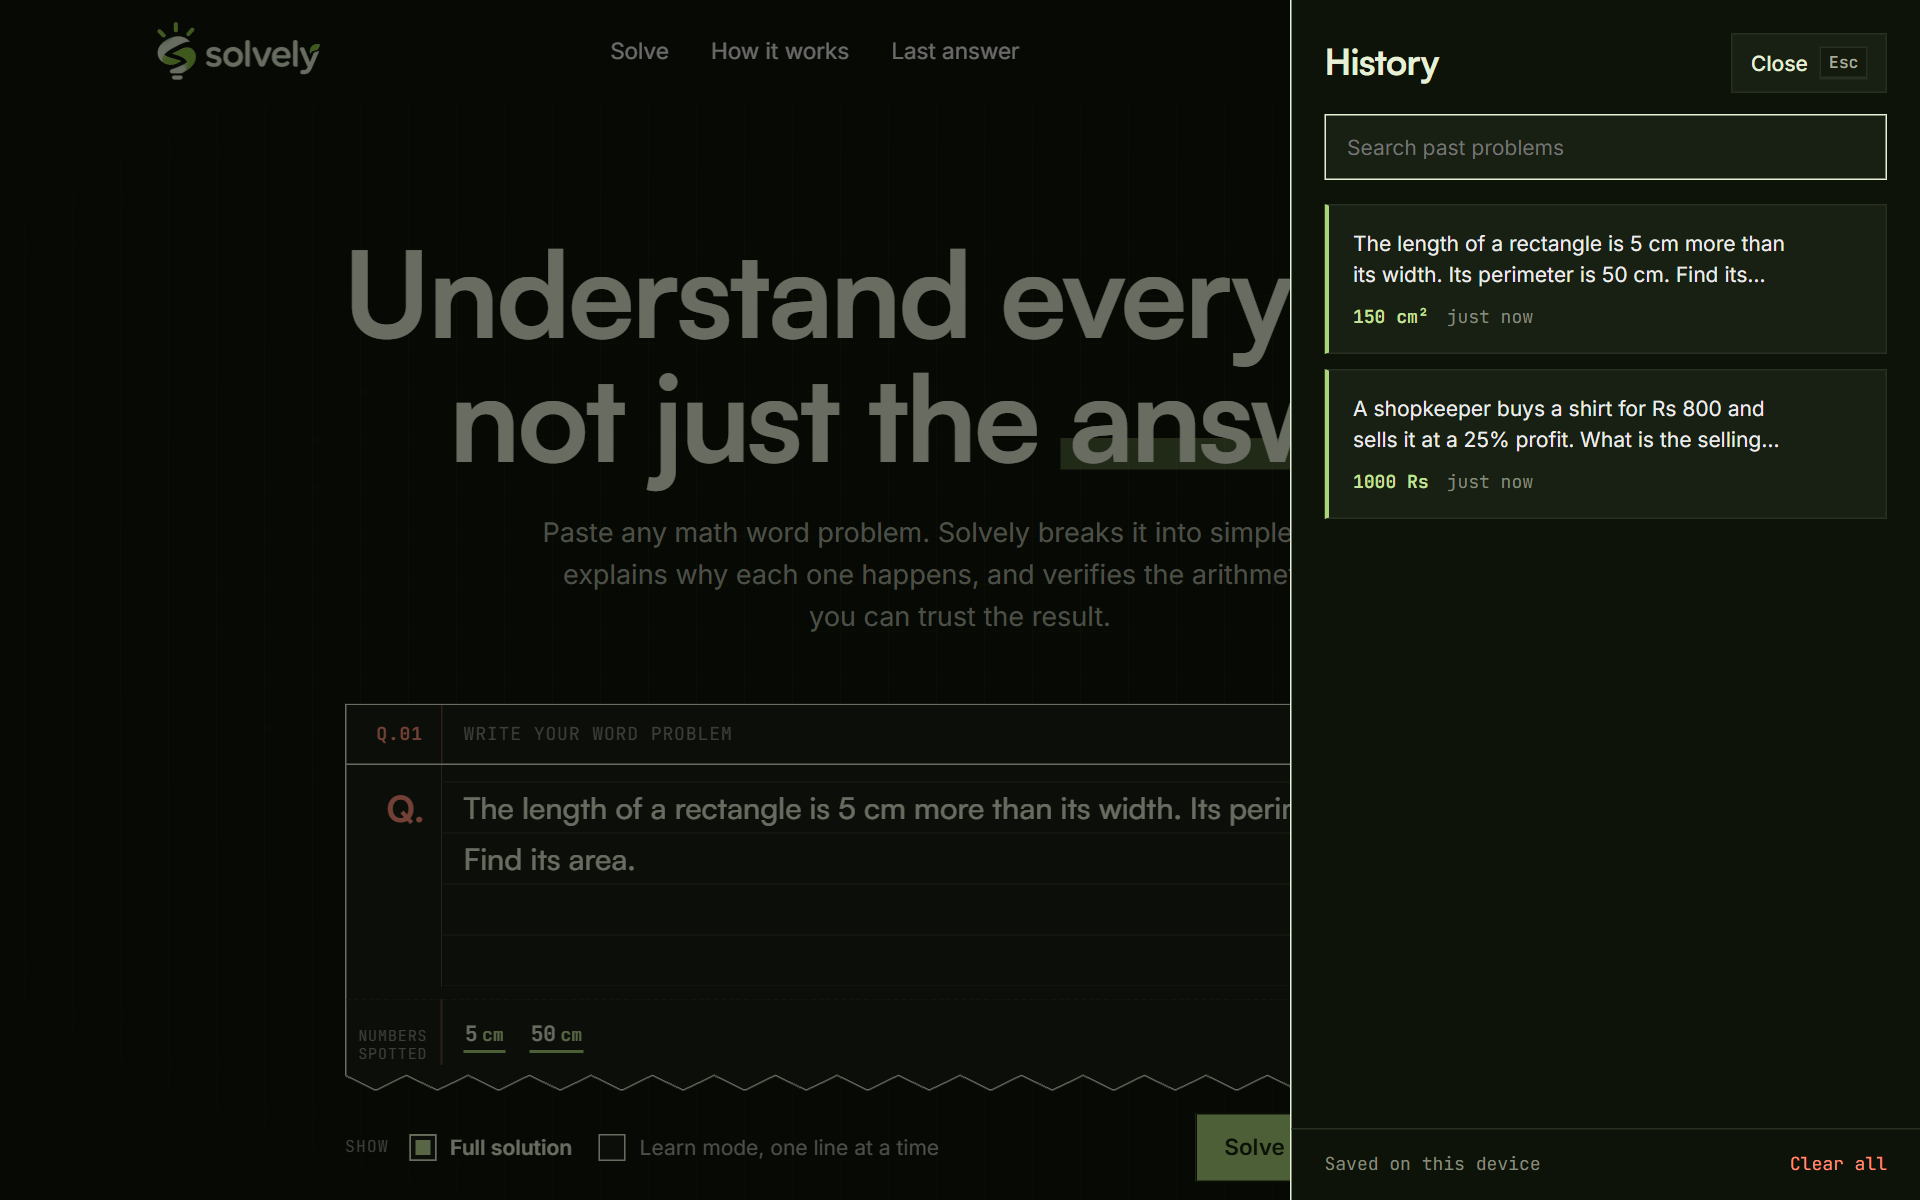 solvely
Solve How it works Last answer
Understand every
not just the answ
Paste any math word problem. Solvely breaks it into simple
explains why each one happens, and verifies the arithme
you can trust the result.
Q.01 WRITE YOUR WORD PROBLEM
Q. The length of a rectangle is 5 cm more than its width. Its peri
Find its area.
NUMBERS SPOTTED
5 cm 50 cm
SHOW Full solution Learn mode, one line at a time
Solve
History
Close Esc
Search past problems
The length of a rectangle is 5 cm more than
its width. Its perimeter is 50 cm. Find its...
150 cm² just now
A shopkeeper buys a shirt for Rs 800 and
sells it at a 25% profit. What is the selling...
1000 Rs just now
Saved on this device
Clear all